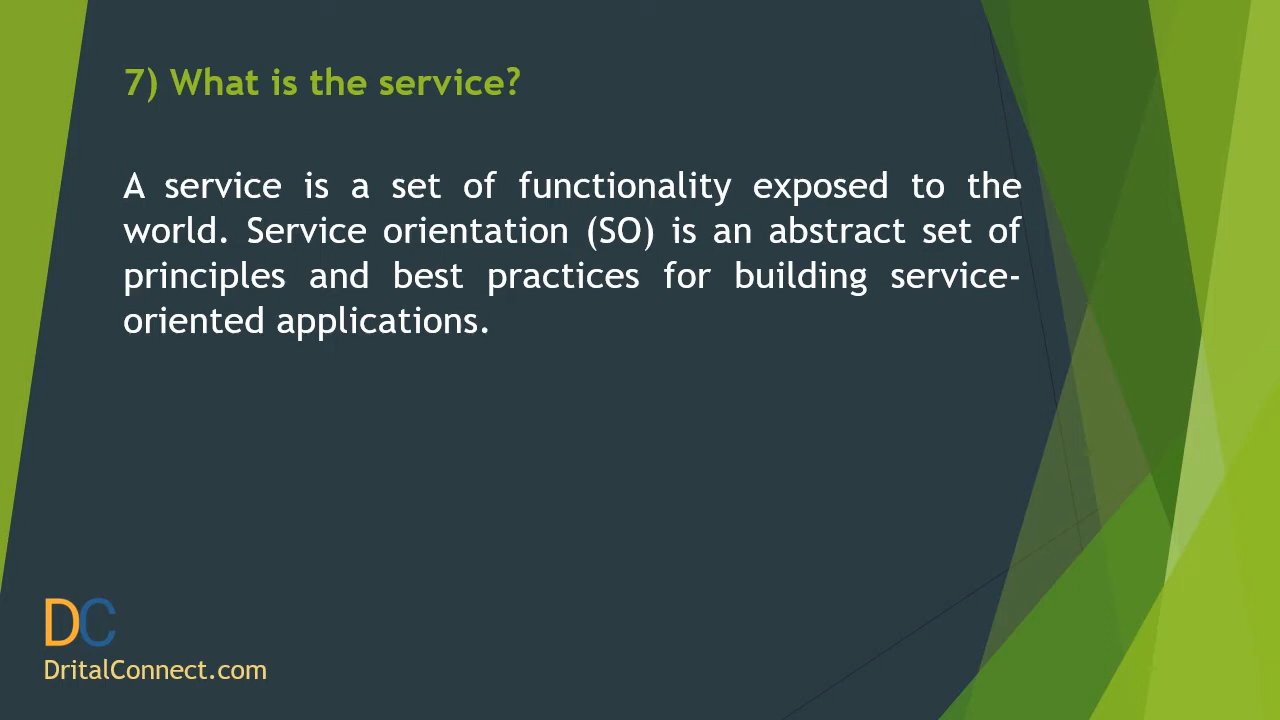 7) What is the service?
A service is a set of functionality exposed to the
world. Service orientation (SO) is an abstract set of
principles and best practices for building service-
oriented applications.
DC
DritalConnect.com